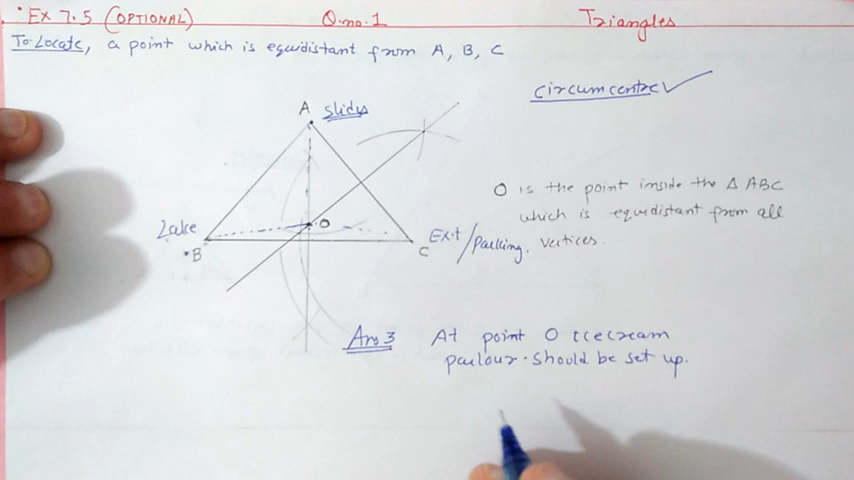 • Ex 7.5 (OPTIONAL) Q.no.1 Triangles
To Locate, a point which is equidistant from A, B, C
circumcentre
A slides
O is the point inside the Δ ABC
which is equidistant from all
vertices.
Lake
O
Exit/Parking.
B
C
Ans 3 At point O icecream
parlour should be set up.